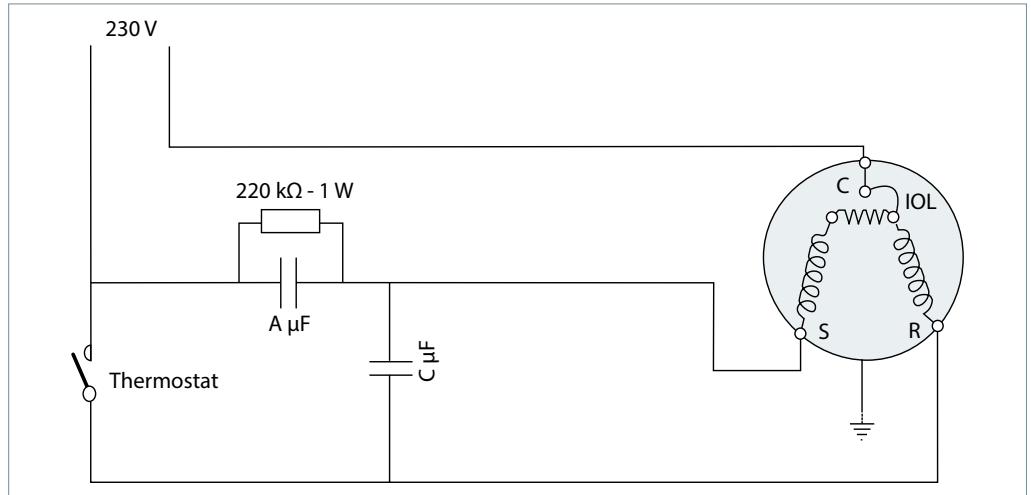 230 V
220 kΩ - 1 W
C
IOL
A µF
S
R
C µF
Thermostat